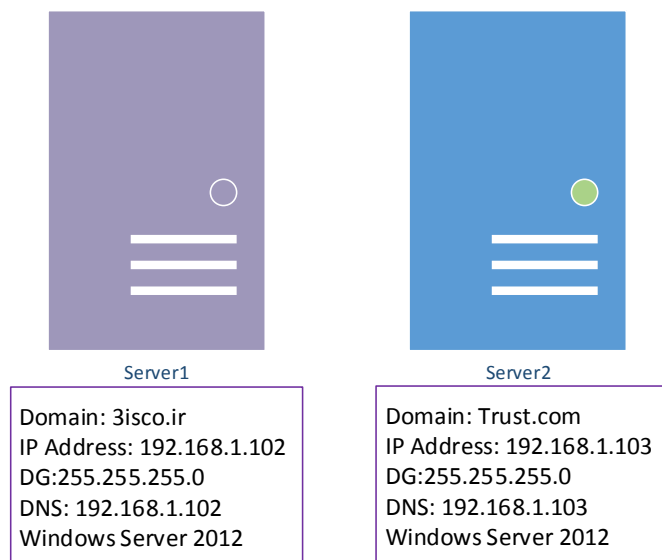 Server1
Domain: 3isco.ir
IP Address: 192.168.1.102
DG:255.255.255.0
DNS: 192.168.1.102
Windows Server 2012
Server2
Domain: Trust.com
IP Address: 192.168.1.103
DG:255.255.255.0
DNS: 192.168.1.103
Windows Server 2012